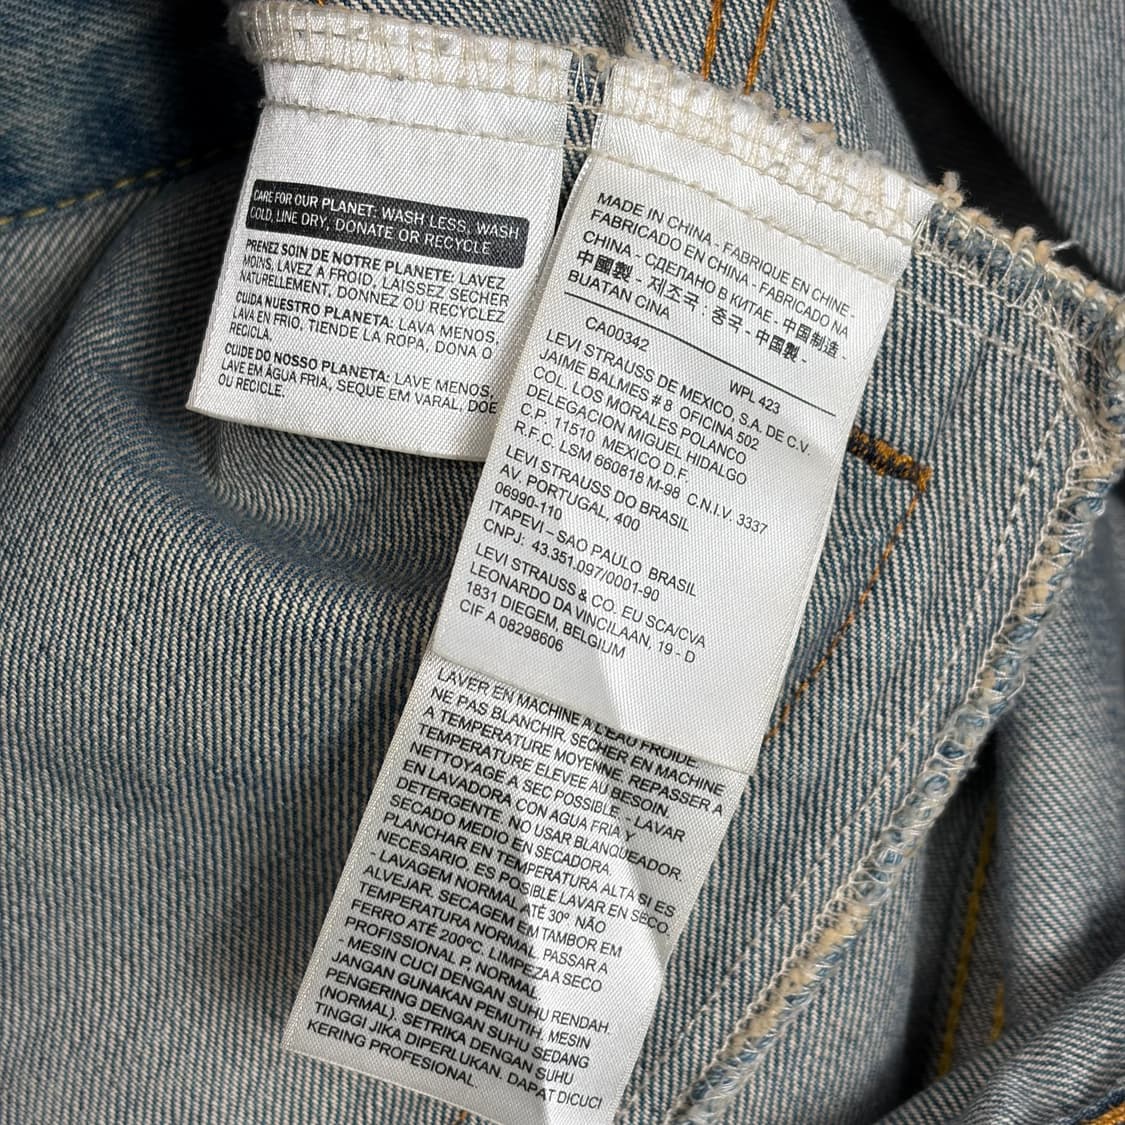 CARE FOR OUR PLANET: WASH LESS, WASH
COLD, LINE DRY, DONATE OR RECYCLE
PRENEZ SOIN DE NOTRE PLANETE: LAVEZ
MOINS, LAVEZ A FROID, LAISSEZ SECHER
NATURELLEMENT, DONNEZ OU RECYCLEZ
CUIDA NUESTRO PLANETA: LAVA MENOS,
LAVA EN FRIO, TIENDE LA ROPA, DONA O
RECICLA.
CUIDE DO NOSSO PLANETA: LAVE MENOS,
LAVE EM ÁGUA FRIA, SEQUE EM VARAL, DOE
OU RECICLE.
MADE IN CHINA - FABRIQUE EN CHINE -
FABRICADO EN CHINA - FABRICADO NA
CHINA - СДЕЛАНО В КИТАЕ - 中国制造 -
中國製 - 제조국 : 중국 - 中国製 -
BUATAN CINA
CA00342 WPL 423
LEVI STRAUSS DE MEXICO, S.A. DE C.V.
JAIME BALMES # 8 OFICINA 502
COL. LOS MORALES POLANCO
DELEGACION MIGUEL HIDALGO
C.P. 11510 MEXICO D.F.
R.F.C. LSM 660818 M-98 C.N.I.V. 3337
LEVI STRAUSS DO BRASIL
AV. PORTUGAL, 400
06990-110
ITAPEVI – SAO PAULO BRASIL
CNPJ: 43.351.097/0001-90
LEVI STRAUSS & CO. EU SCA/CVA
LEONARDO DA VINCILAAN, 19 - D
1831 DIEGEM, BELGIUM
CIF A 08298606
LAVER EN MACHINE A L'EAU FROIDE
NE PAS BLANCHIR, SECHER EN MACHINE
A TEMPERATURE MOYENNE, REPASSER A
TEMPERATURE ELEVEE AU BESOIN.
NETTOYAGE A SEC POSSIBLE. - LAVAR
EN LAVADORA CON AGUA FRIA Y
DETERGENTE. NO USAR BLANQUEADOR.
SECADO MEDIO EN SECADORA.
PLANCHAR EN TEMPERATURA ALTA SI ES
NECESARIO. ES POSIBLE LAVAR EN SECO.
- LAVAGEM NORMAL ATÉ 30º NÃO
ALVEJAR. SECAGEM EM TAMBOR EM
TEMPERATURA NORMAL. PASSAR A
FERRO ATÉ 200ºC. LIMPEZA A SECO
PROFISSIONAL P, NORMAL
- MESIN CUCI DENGAN SUHU RENDAH
JANGAN GUNAKAN PEMUTIH. MESIN
PENGERING DENGAN SUHU SEDANG
(NORMAL). SETRIKA DENGAN SUHU
TINGGI JIKA DIPERLUKAN. DAPAT DICUCI
KERING PROFESIONAL.